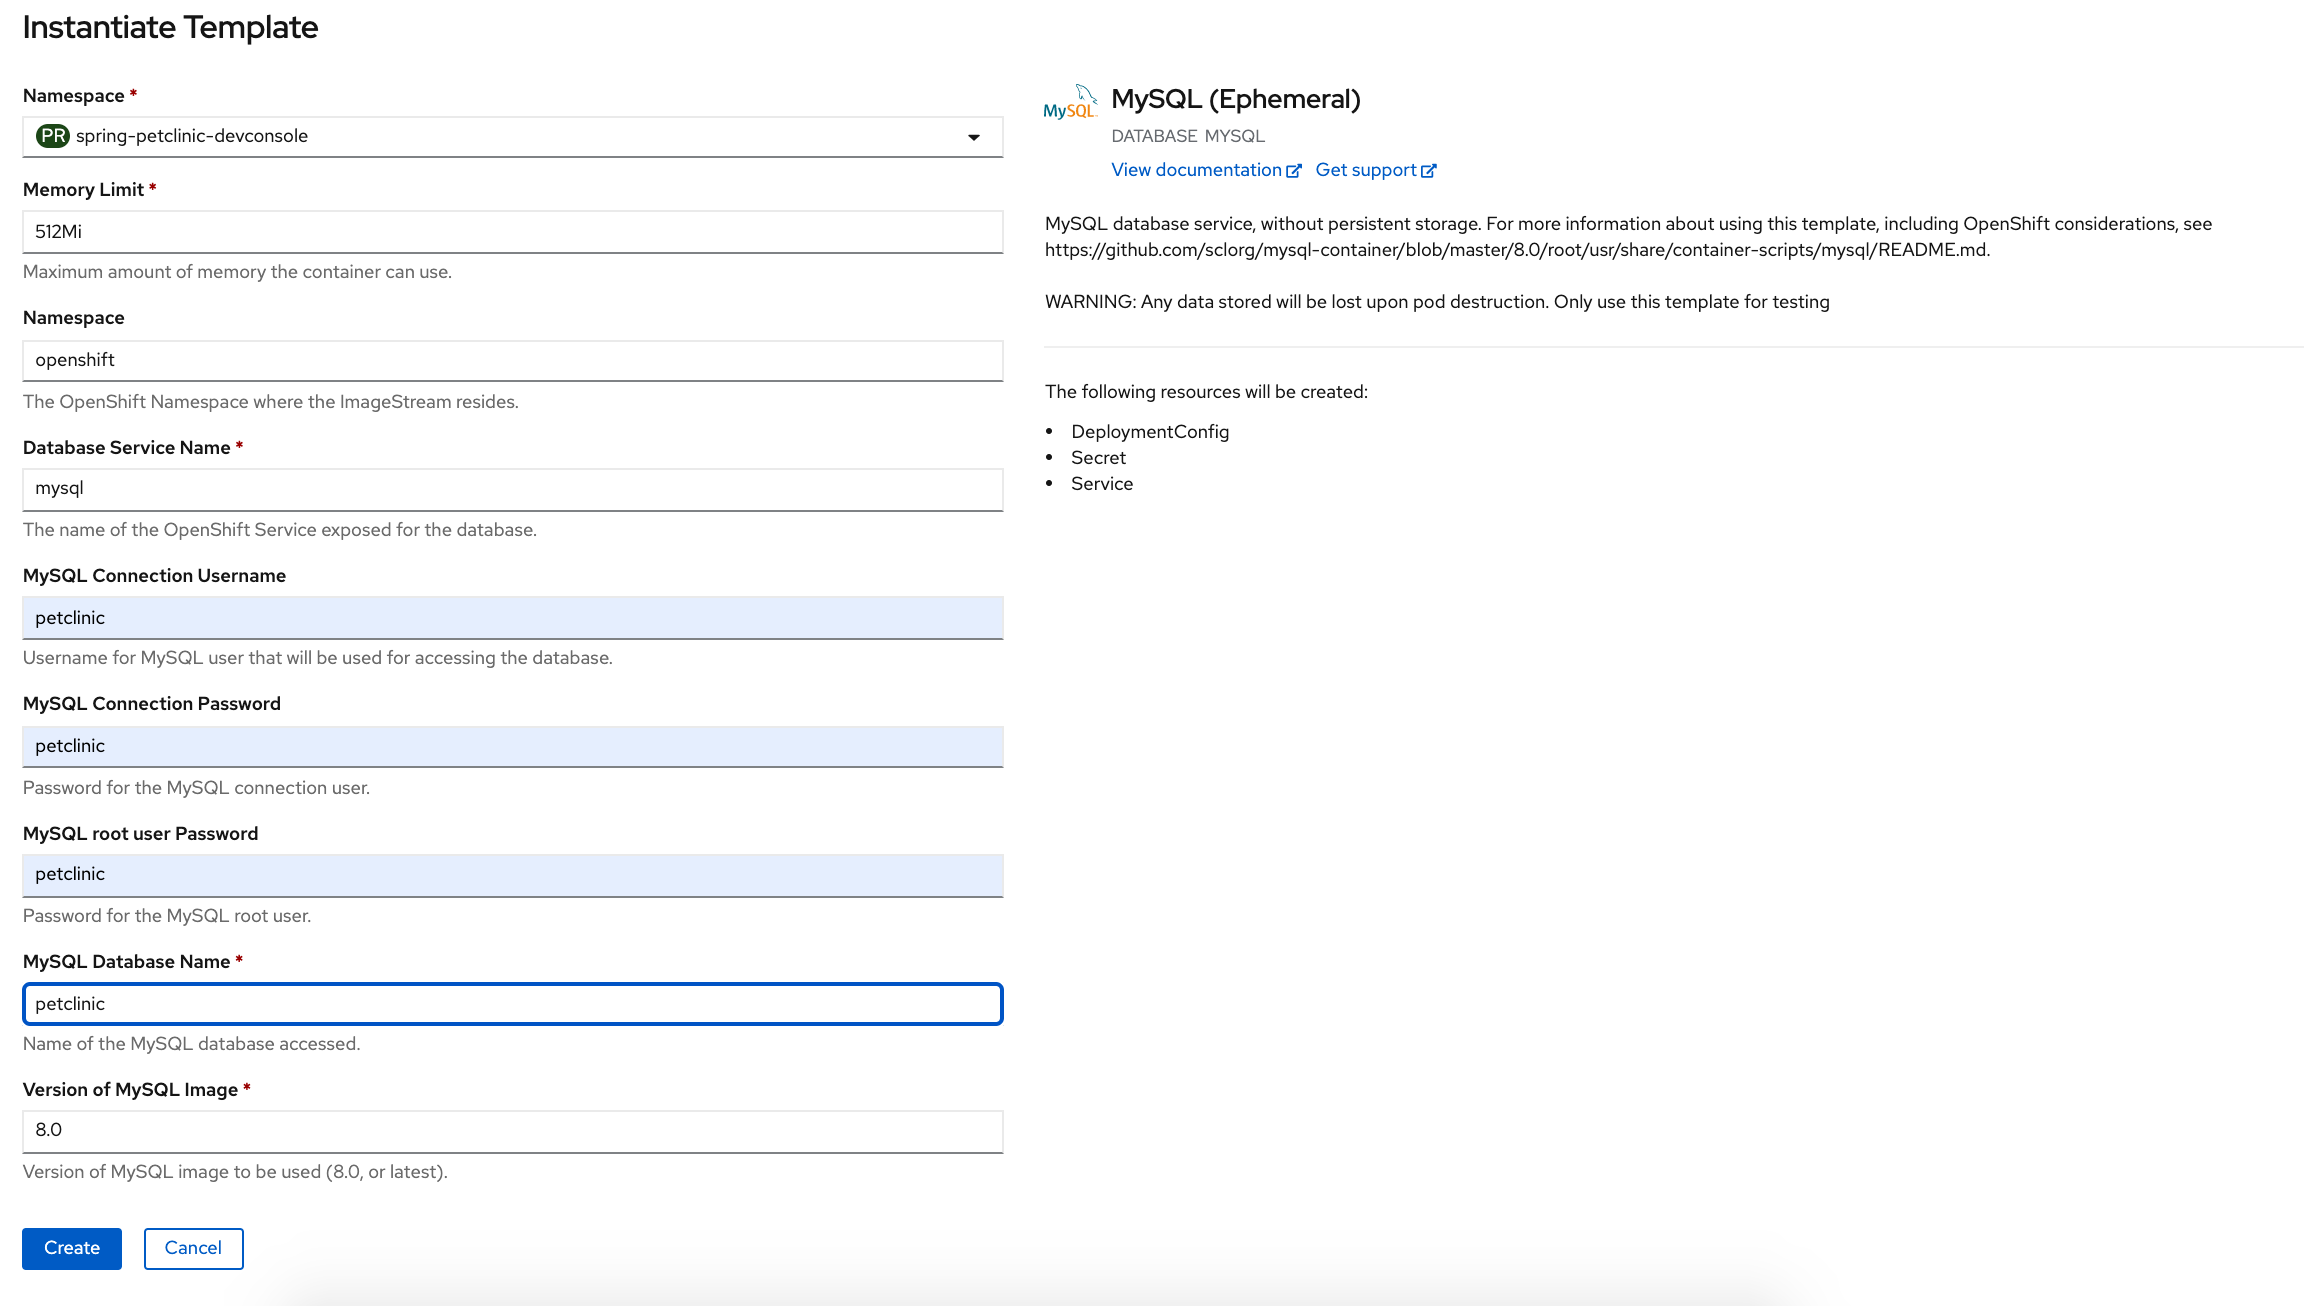 Instantiate Template
Namespace *
PR spring-petclinic-devconsole
Memory Limit *
512Mi
Maximum amount of memory the container can use.
Namespace
openshift
The OpenShift Namespace where the ImageStream resides.
Database Service Name *
mysql
The name of the OpenShift Service exposed for the database.
MySQL Connection Username
petclinic
Username for MySQL user that will be used for accessing the database.
MySQL Connection Password
petclinic
Password for the MySQL connection user.
MySQL root user Password
petclinic
Password for the MySQL root user.
MySQL Database Name *
petclinic
Name of the MySQL database accessed.
Version of MySQL Image *
8.0
Version of MySQL image to be used (8.0, or latest).
Create Cancel
MySQL
MySQL (Ephemeral)
DATABASE MYSQL
View documentation Get support
MySQL database service, without persistent storage. For more information about using this template, including OpenShift considerations, see
https://github.com/sclorg/mysql-container/blob/master/8.0/root/usr/share/container-scripts/mysql/README.md.
WARNING: Any data stored will be lost upon pod destruction. Only use this template for testing
The following resources will be created:
• DeploymentConfig
• Secret
• Service